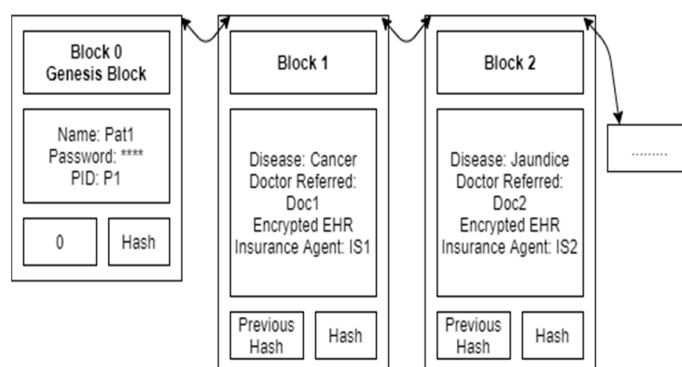 Block 0
Genesis Block
Name: Pat1
Password: ****
PID: P1
0
Hash
Block 1
Disease: Cancer
Doctor Referred:
Doc1
Encrypted EHR
Insurance Agent: IS1
Previous
Hash
Hash
Block 2
Disease: Jaundice
Doctor Referred:
Doc2
Encrypted EHR
Insurance Agent: IS2
Previous
Hash
Hash
.........